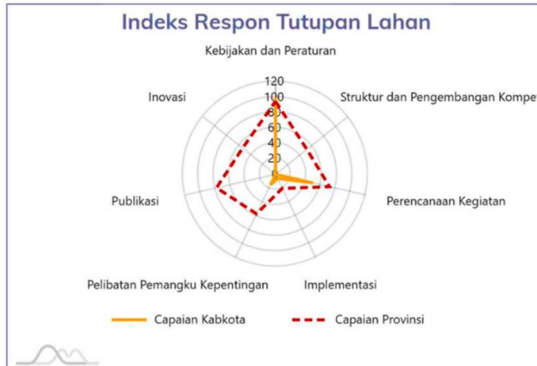 Indeks Respon Tutupan Lahan
Kebijakan dan Peraturan
120
100
80
60
40
20
0
Inovasi
Struktur dan Pengembangan Kompet
Publikasi
Perencanaan Kegiatan
Pelibatan Pemangku Kepentingan
Implementasi
Capaian Kabkota
Capaian Provinsi